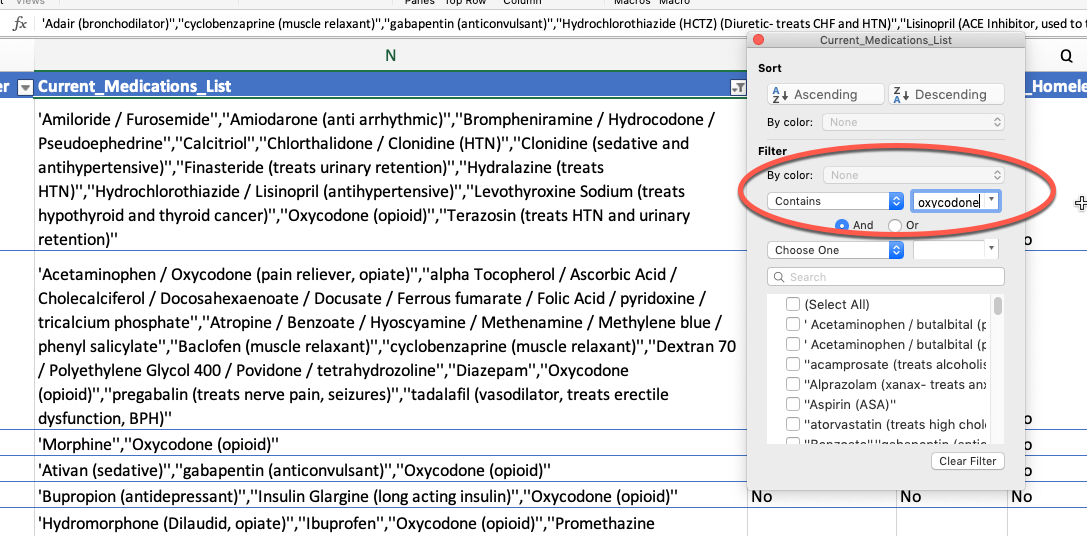 Panes Top Row Column Macros Macro
fx 'Adair (bronchodilator)'',''cyclobenzaprine (muscle relaxant)'',''gabapentin (anticonvulsant)'',''Hydrochlorothiazide (HCTZ) (Diuretic- treats CHF and HTN)'',''Lisinopril (ACE Inhibitor, used to
N
Q
er Current_Medications_List
_Homele
'Amiloride / Furosemide'',''Amiodarone (anti arrhythmic)'',''Brompheniramine / Hydrocodone /
Pseudoephedrine'',''Calcitriol'',''Chlorthalidone / Clonidine (HTN)'',''Clonidine (sedative and
antihypertensive)'',''Finasteride (treats urinary retention)'',''Hydralazine (treats
HTN)'',''Hydrochlorothiazide / Lisinopril (antihypertensive)'',''Levothyroxine Sodium (treats
hypothyroid and thyroid cancer)'',''Oxycodone (opioid)'',''Terazosin (treats HTN and urinary
retention)''
'Acetaminophen / Oxycodone (pain reliever, opiate)'',''alpha Tocopherol / Ascorbic Acid /
Cholecalciferol / Docosahexaenoate / Docusate / Ferrous fumarate / Folic Acid / pyridoxine /
tricalcium phosphate'',''Atropine / Benzoate / Hyoscyamine / Methenamine / Methylene blue /
phenyl salicylate'',''Baclofen (muscle relaxant)'',''cyclobenzaprine (muscle relaxant)'',''Dextran 70
/ Polyethylene Glycol 400 / Povidone / tetrahydrozoline'',''Diazepam'',''Oxycodone
(opioid)'',''pregabalin (treats nerve pain, seizures)'',''tadalafil (vasodilator, treats erectile
dysfunction, BPH)''
'Morphine'',''Oxycodone (opioid)''
'Ativan (sedative)'',''gabapentin (anticonvulsant)'',''Oxycodone (opioid)''
'Bupropion (antidepressant)'',''Insulin Glargine (long acting insulin)'',''Oxycodone (opioid)'' No No No
'Hydromorphone (Dilaudid, opiate)'',''Ibuprofen'',''Oxycodone (opioid)'',''Promethazine
Current_Medications_List
Sort
Ascending Descending
By color: None
Filter
By color: None
Contains oxycodone
And Or
Choose One
Search
(Select All)
' Acetaminophen / butalbital (p
' Acetaminophen / butalbital (p
''acamprosate (treats alcoholis
''Alprazolam (xanax- treats anx
''Aspirin (ASA)''
''atorvastatin (treats high chol
Clear Filter